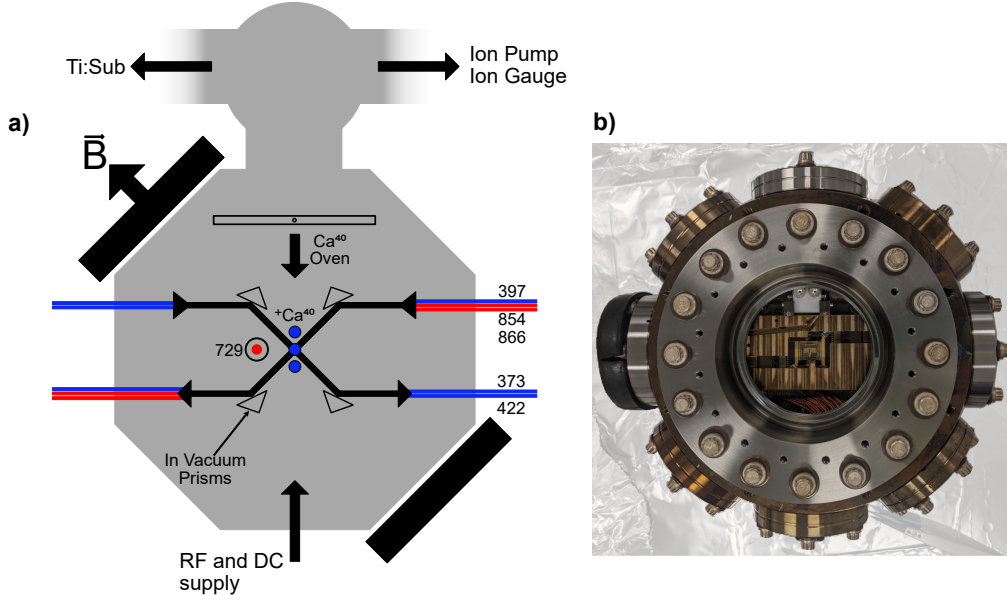 Ti:Sub
Ion Pump
Ion Gauge
a)
b)
B
Ca⁴⁰
Oven
397
⁺Ca⁴⁰
854
866
729
373
422
In Vacuum
Prisms
RF and DC
supply